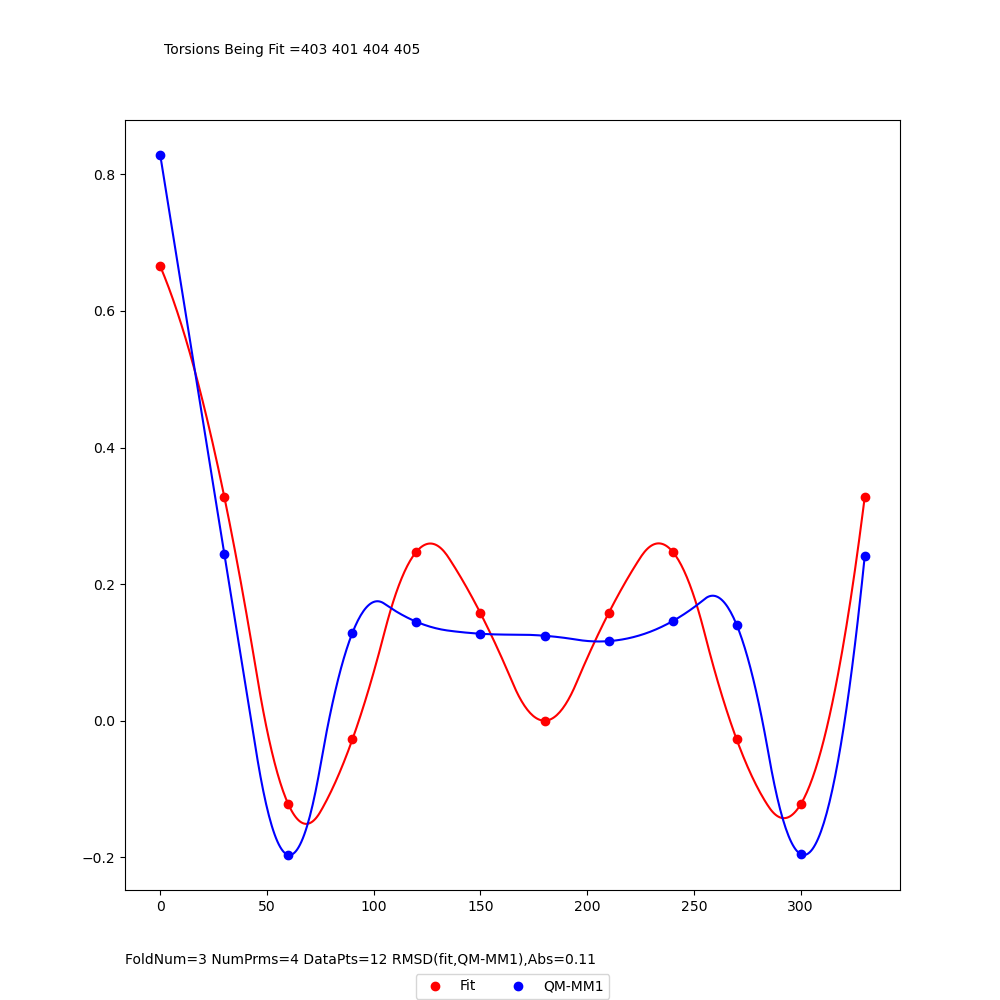 Torsions Being Fit =403 401 404 405
0.8
0.6
0.4
0.2
0.0
−0.2
0 50 100 150 200 250 300
FoldNum=3 NumPrms=4 DataPts=12 RMSD(fit,QM-MM1),Abs=0.11
Fit QM-MM1